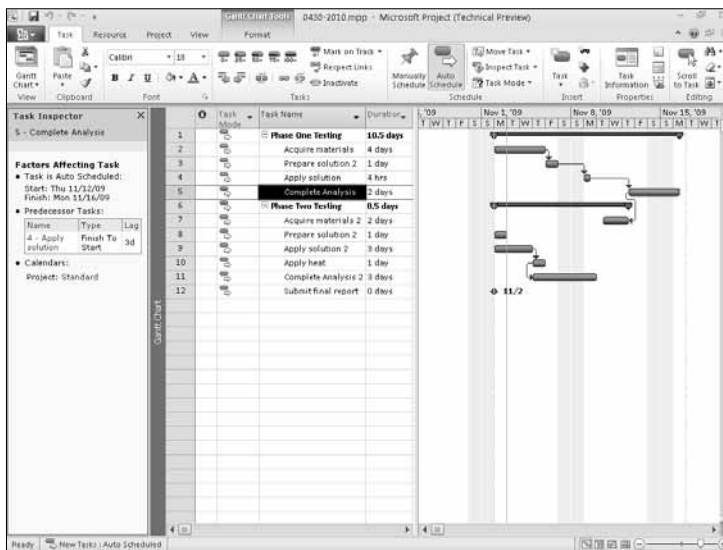 Gantt Chart Tools 0430-2010.mpp - Microsoft Project (Technical Preview)
Task Resource Project View Format
Gantt Chart
Paste
Calibri 18
B I U A
Mark on Track
Respect Links
Inactivate
Manually Schedule
Auto Schedule
Move Task
Inspect Task
Task Mode
Task
Task Information
Scroll to Task
View Clipboard Font Tasks Schedule Insert Properties Editing
Task Inspector X
5 - Complete Analysis
Factors Affecting Task
Task is Auto Scheduled:
Start: Thu 11/12/09
Finish: Mon 11/16/09
Predecessor Tasks:
Name Type Lag
4 - Apply solution Finish To Start 3d
Calendars:
Project: Standard
Gantt Chart
Task Mode Task Name Duration
, '09 Nov 1, '09 Nov 8, '09 Nov 15, '09
T W T F S S M T W T F S S M T W T F S S M T W T
1 Phase One Testing 10.5 days
2 Acquire materials 4 days
3 Prepare solution 2 1 day
4 Apply solution 4 hrs
5 Complete Analysis 2 days
6 Phase Two Testing 8.5 days
7 Acquire materials 2 2 days
8 Prepare solution 2 1 day
9 Apply solution 2 3 days
10 Apply heat 1 day
11 Complete Analysis 2 3 days
12 Submit final report 0 days
11/2
Ready New Tasks : Auto Scheduled